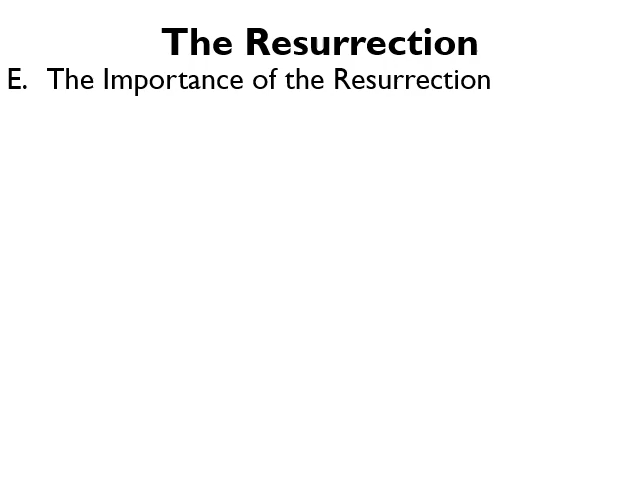 The Resurrection
E. The Importance of the Resurrection